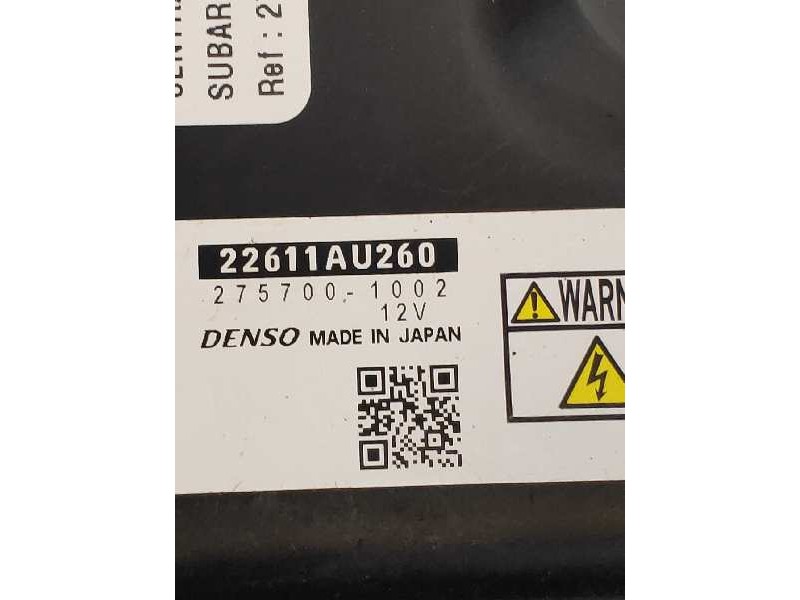 SUBAR
Ref: 2
22611AU260
275700-1002
12V
DENSO MADE IN JAPAN
WARN